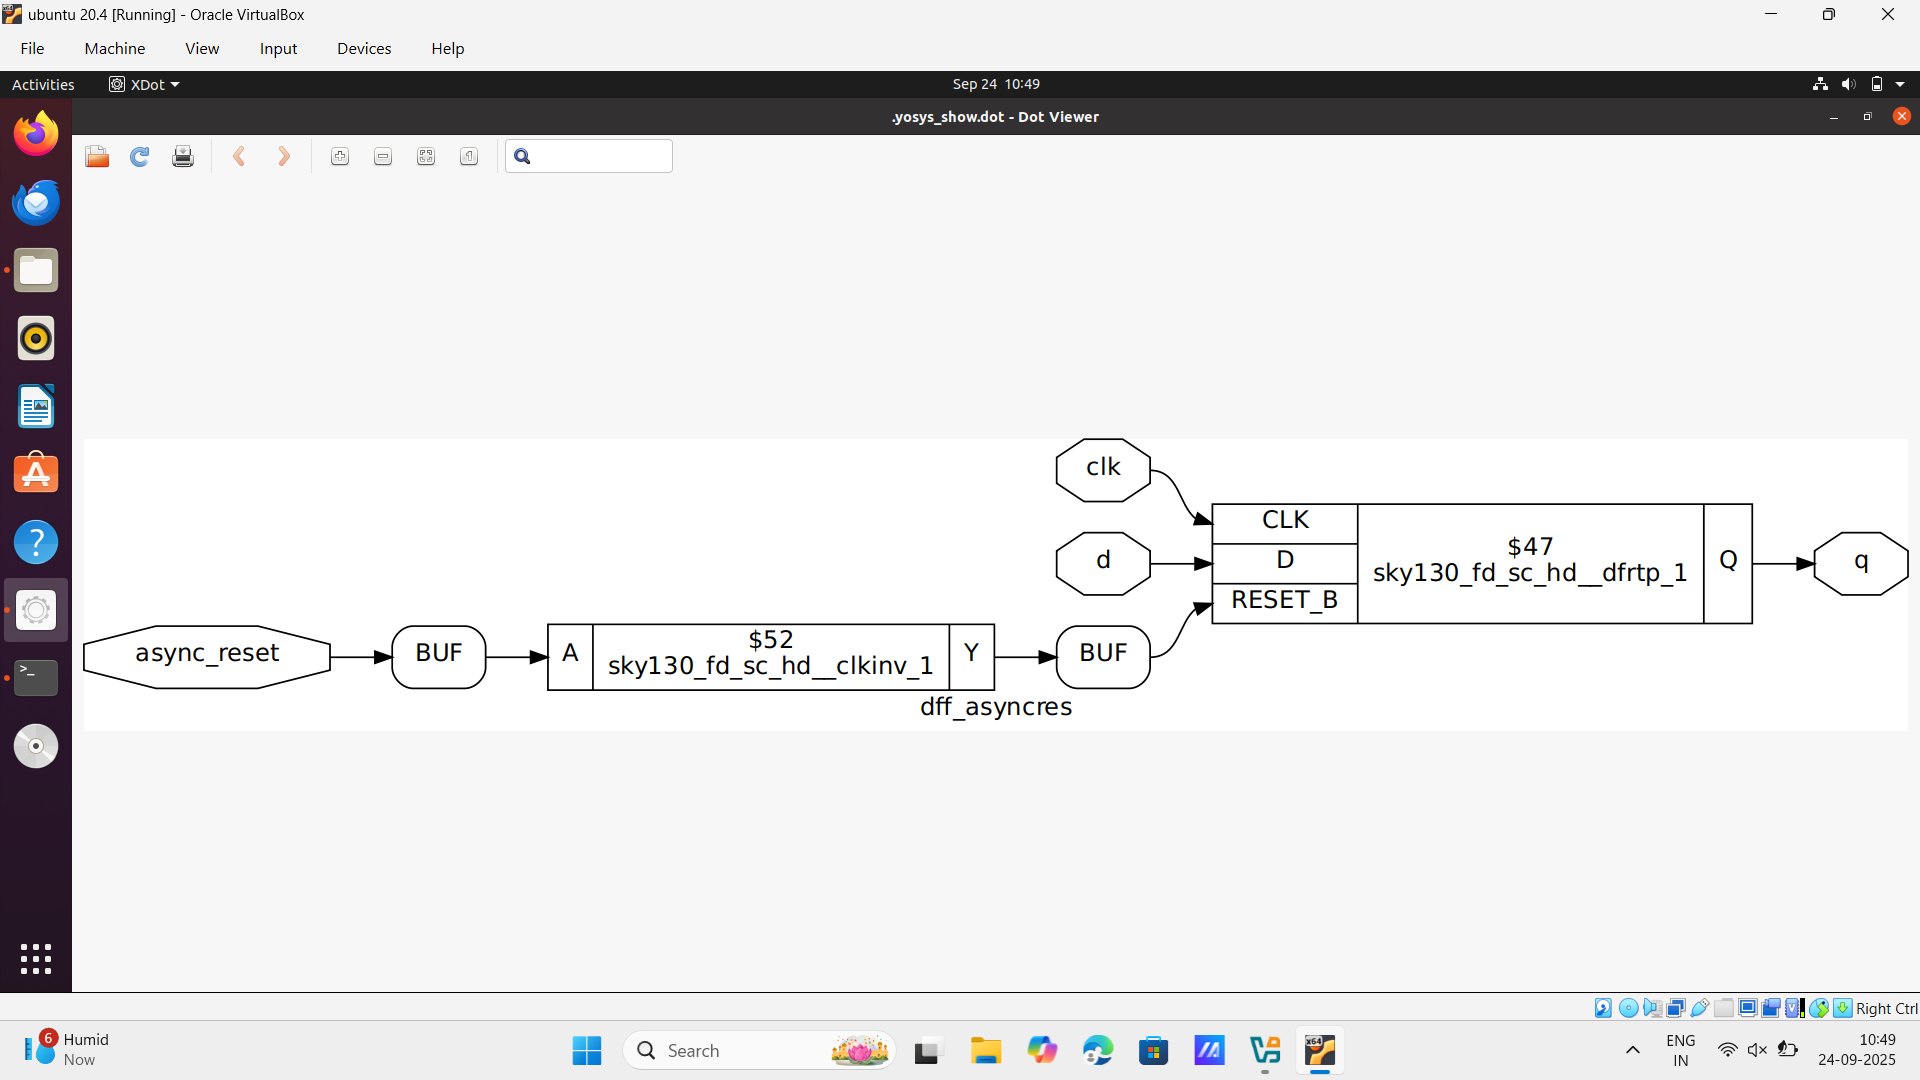 ubuntu 20.4 [Running] - Oracle VirtualBox
File Machine View Input Devices Help
Activities XDot Sep 24 10:49
.yosys_show.dot - Dot Viewer
clk
CLK
d
D
$47
sky130_fd_sc_hd__dfrtp_1
Q
q
RESET_B
async_reset
BUF
A
$52
sky130_fd_sc_hd__clkinv_1
Y
BUF
dff_asyncres
Right Ctrl
6
Humid
Now
Search
x64
ENG
IN
10:49
24-09-2025